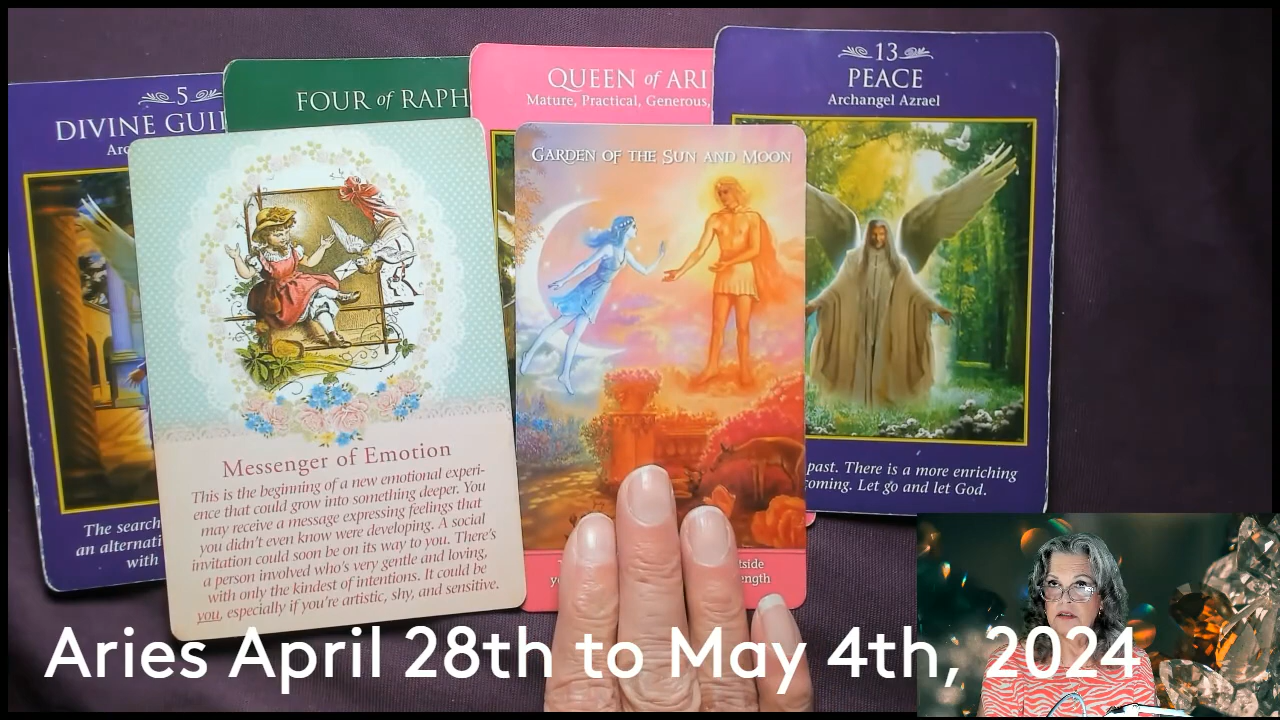 5
DIVINE
Arc
The search
an alternati
with
FOUR of RAPH
QUEEN of ARI
Mature, Practical, Generous,
13
PEACE
Archangel Azrael
past. There is a more enriching
coming. Let go and let God.
Messenger of Emotion
This is the beginning of a new emotional experi-
ence that could grow into something deeper. You
may receive a message expressing feelings that
you didn't even know were developing. A social
invitation could soon be on its way to you. There's
a person involved who's very gentle and loving,
with only the kindest of intentions. It could be
you, especially if you're artistic, shy, and sensitive.
GARDEN OF THE SUN AND MOON
Aries April 28th to May 4th, 2024